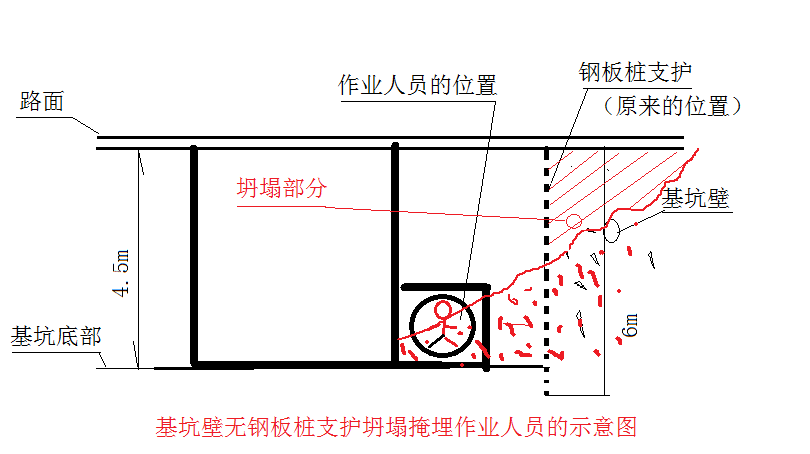 作业人员的位置
钢板桩支护
（原来的位置）
路面
坍塌部分
基坑壁
4.5m
基坑底部
6m
基坑壁无钢板桩支护坍塌掩埋作业人员的示意图